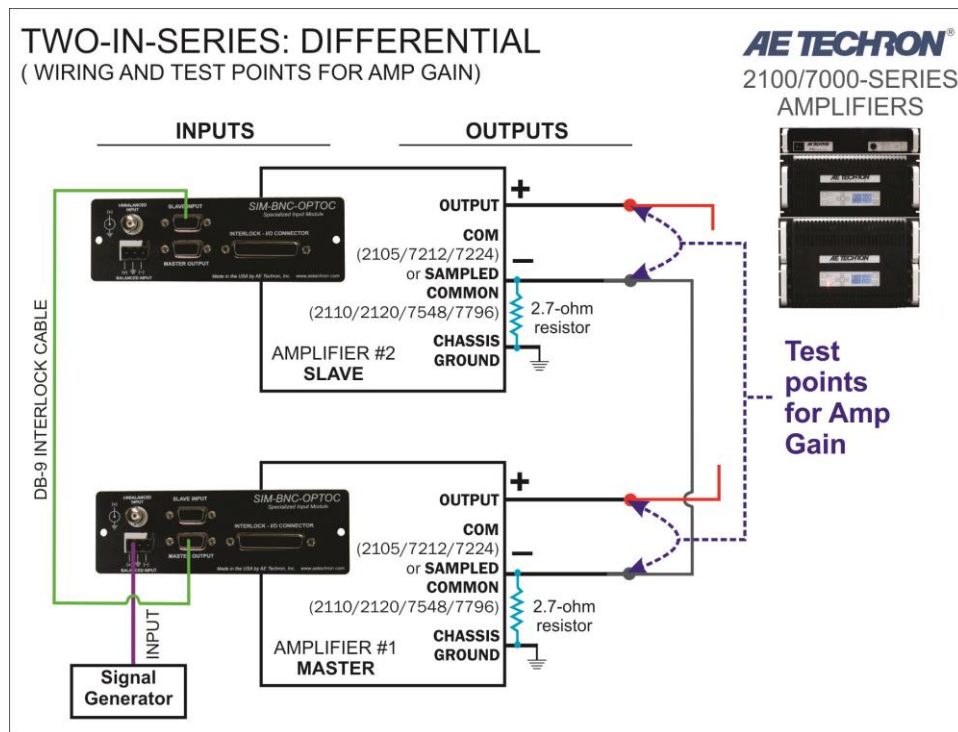 TWO-IN-SERIES: DIFFERENTIAL
( WIRING AND TEST POINTS FOR AMP GAIN)
AE TECHRON®
2100/7000-SERIES
AMPLIFIERS
INPUTS
OUTPUTS
UNBALANCED
INPUT
SLAVE INPUT
SIM-BNC-OPTOC
Specialized Input Module
INTERLOCK - I/O CONNECTOR
MASTER OUTPUT
BALANCED INPUT
Made in the USA by AE Techron, Inc. www.aetechron.com
+
OUTPUT
COM
(2105/7212/7224)
or SAMPLED
COMMON
(2110/2120/7548/7796)
CHASSIS
GROUND
–
2.7-ohm
resistor
AMPLIFIER #2
SLAVE
AE TECHRON
AE TECHRON
Test
points
for Amp
Gain
DB-9 INTERLOCK CABLE
UNBALANCED
INPUT
SLAVE INPUT
SIM-BNC-OPTOC
Specialized Input Module
INTERLOCK - I/O CONNECTOR
MASTER OUTPUT
BALANCED INPUT
Made in the USA by AE Techron, Inc. www.aetechron.com
+
OUTPUT
COM
(2105/7212/7224)
or SAMPLED
COMMON
(2110/2120/7548/7796)
CHASSIS
GROUND
–
2.7-ohm
resistor
AMPLIFIER #1
MASTER
INPUT
Signal
Generator